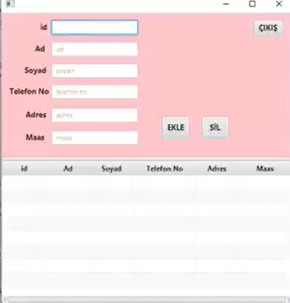 id ÇIKIŞ
Ad ad
Soyad soyad
Telefon No telefon no
Adres adres
Maas maas
EKLE SİL
id Ad Soyad Telefon No Adres Maas